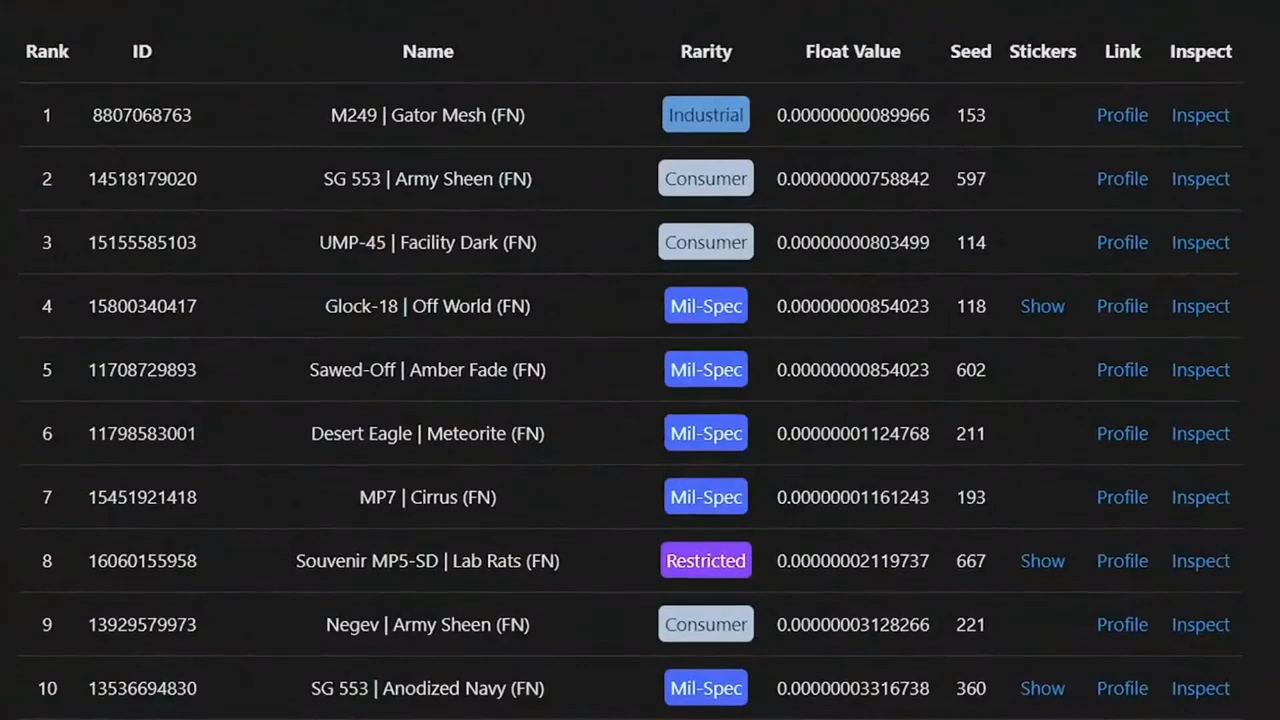 Rank ID Name Rarity Float Value Seed Stickers Link Inspect
1 8807068763 M249 | Gator Mesh (FN) Industrial 0.00000000089966 153 Profile Inspect
2 14518179020 SG 553 | Army Sheen (FN) Consumer 0.00000000758842 597 Profile Inspect
3 15155585103 UMP-45 | Facility Dark (FN) Consumer 0.00000000803499 114 Profile Inspect
4 15800340417 Glock-18 | Off World (FN) Mil-Spec 0.00000000854023 118 Show Profile Inspect
5 11708729893 Sawed-Off | Amber Fade (FN) Mil-Spec 0.00000000854023 602 Profile Inspect
6 11798583001 Desert Eagle | Meteorite (FN) Mil-Spec 0.00000001124768 211 Profile Inspect
7 15451921418 MP7 | Cirrus (FN) Mil-Spec 0.00000001161243 193 Profile Inspect
8 16060155958 Souvenir MP5-SD | Lab Rats (FN) Restricted 0.00000002119737 667 Show Profile Inspect
9 13929579973 Negev | Army Sheen (FN) Consumer 0.00000003128266 221 Profile Inspect
10 13536694830 SG 553 | Anodized Navy (FN) Mil-Spec 0.00000003316738 360 Show Profile Inspect